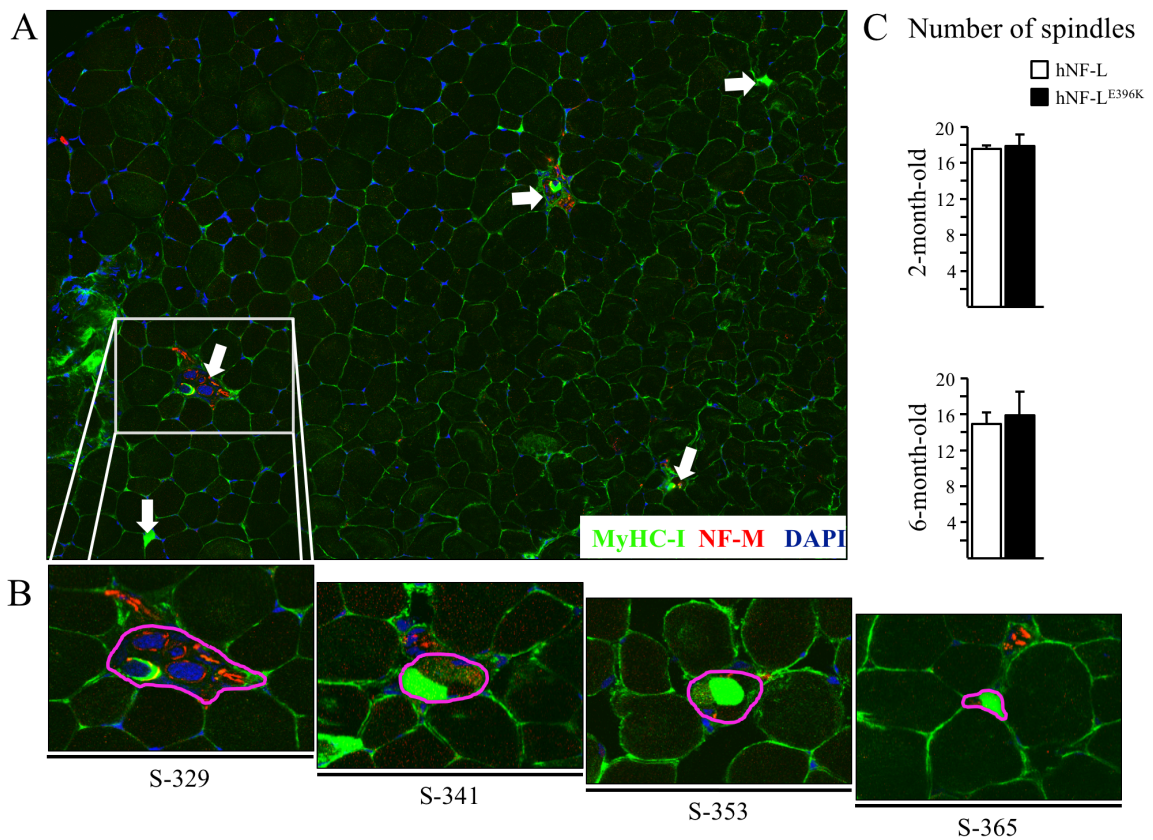 A
MyHC-I NF-M DAPI
B
S-329
S-341
S-353
S-365
C Number of spindles
hNF-L
hNF-LE396K
2-month-old
20
16
12
8
4
6-month-old
20
16
12
8
4